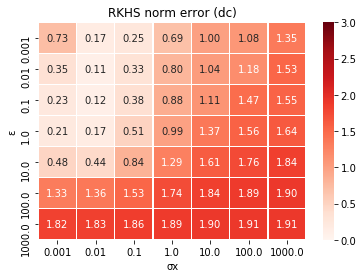 RKHS norm error (dc)
ε
0.001 0.73 0.17 0.25 0.69 1.00 1.08 1.35
0.01 0.35 0.11 0.33 0.80 1.04 1.18 1.53
0.1 0.23 0.12 0.38 0.88 1.11 1.47 1.55
1.0 0.21 0.17 0.51 0.99 1.37 1.56 1.64
10.0 0.48 0.44 0.84 1.29 1.61 1.76 1.84
100.0 1.33 1.36 1.53 1.74 1.84 1.89 1.90
1000.0 1.82 1.83 1.86 1.89 1.90 1.91 1.91
0.001 0.01 0.1 1.0 10.0 100.0 1000.0
σx
3.0
2.5
2.0
1.5
1.0
0.5
0.0